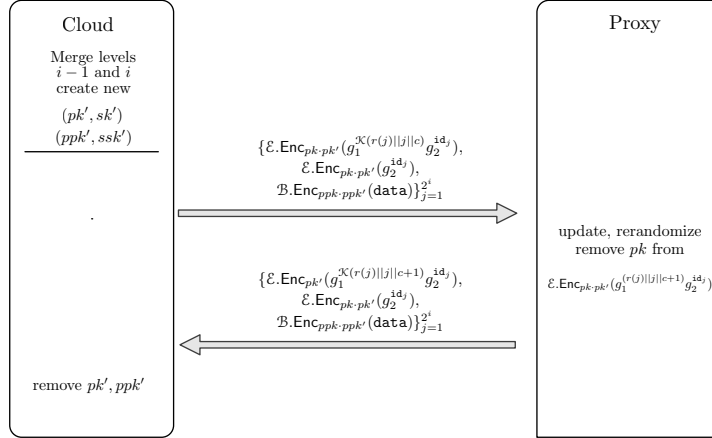 Cloud
Merge levels
i − 1 and i
create new
(pk′, sk′)
(ppk′, ssk′)
.
remove pk′, ppk′
{ℰ.Enc_{pk·pk′}(g_1^{𝒦(r(j)||j||c)} g_2^{id_j}),
ℰ.Enc_{pk·pk′}(g_2^{id_j}),
ℬ.Enc_{ppk·ppk′}(data)}_{j=1}^{2^i}
{ℰ.Enc_{pk′}(g_1^{𝒦(r(j)||j||c+1)} g_2^{id_j}),
ℰ.Enc_{pk·pk′}(g_2^{id_j}),
ℬ.Enc_{ppk·ppk′}(data)}_{j=1}^{2^i}
Proxy
update, rerandomize
remove pk from
ℰ.Enc_{pk·pk′}(g_1^{(r(j)||j||c+1)} g_2^{id_j})